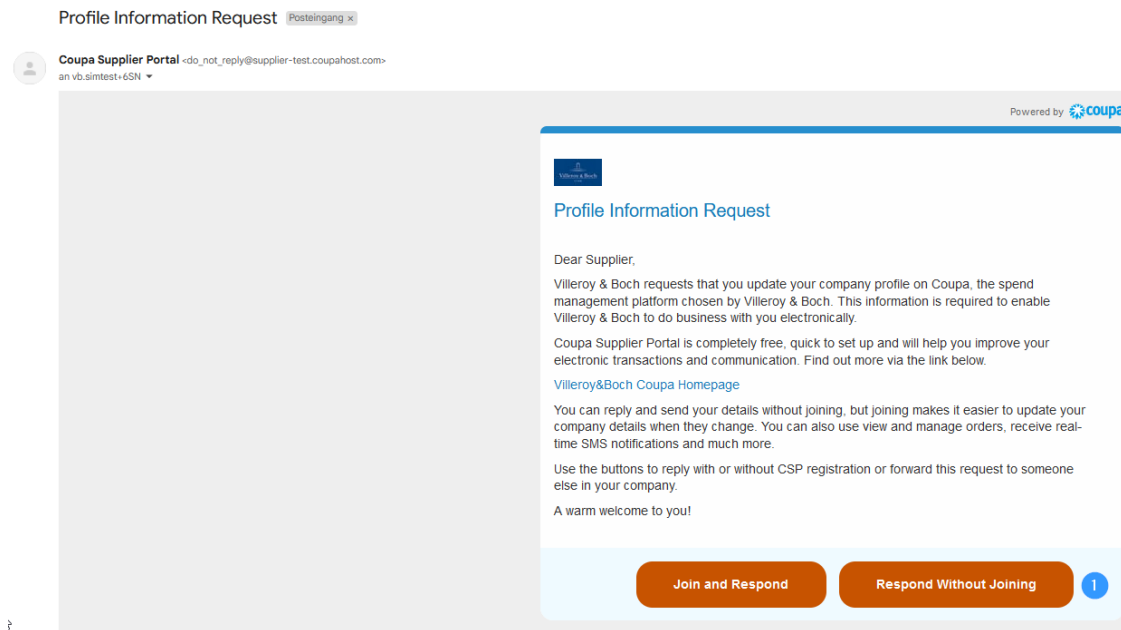 Profile Information Request Posteingang ×
Coupa Supplier Portal <do_not_reply@supplier-test.coupahost.com>
an vb.simtest+6SN
Powered by coupa
Villeroy & Boch
Profile Information Request
Dear Supplier,
Villeroy & Boch requests that you update your company profile on Coupa, the spend
management platform chosen by Villeroy & Boch. This information is required to enable
Villeroy & Boch to do business with you electronically.
Coupa Supplier Portal is completely free, quick to set up and will help you improve your
electronic transactions and communication. Find out more via the link below.
Villeroy&Boch Coupa Homepage
You can reply and send your details without joining, but joining makes it easier to update your
company details when they change. You can also use view and manage orders, receive real-
time SMS notifications and much more.
Use the buttons to reply with or without CSP registration or forward this request to someone
else in your company.
A warm welcome to you!
Join and Respond Respond Without Joining 1